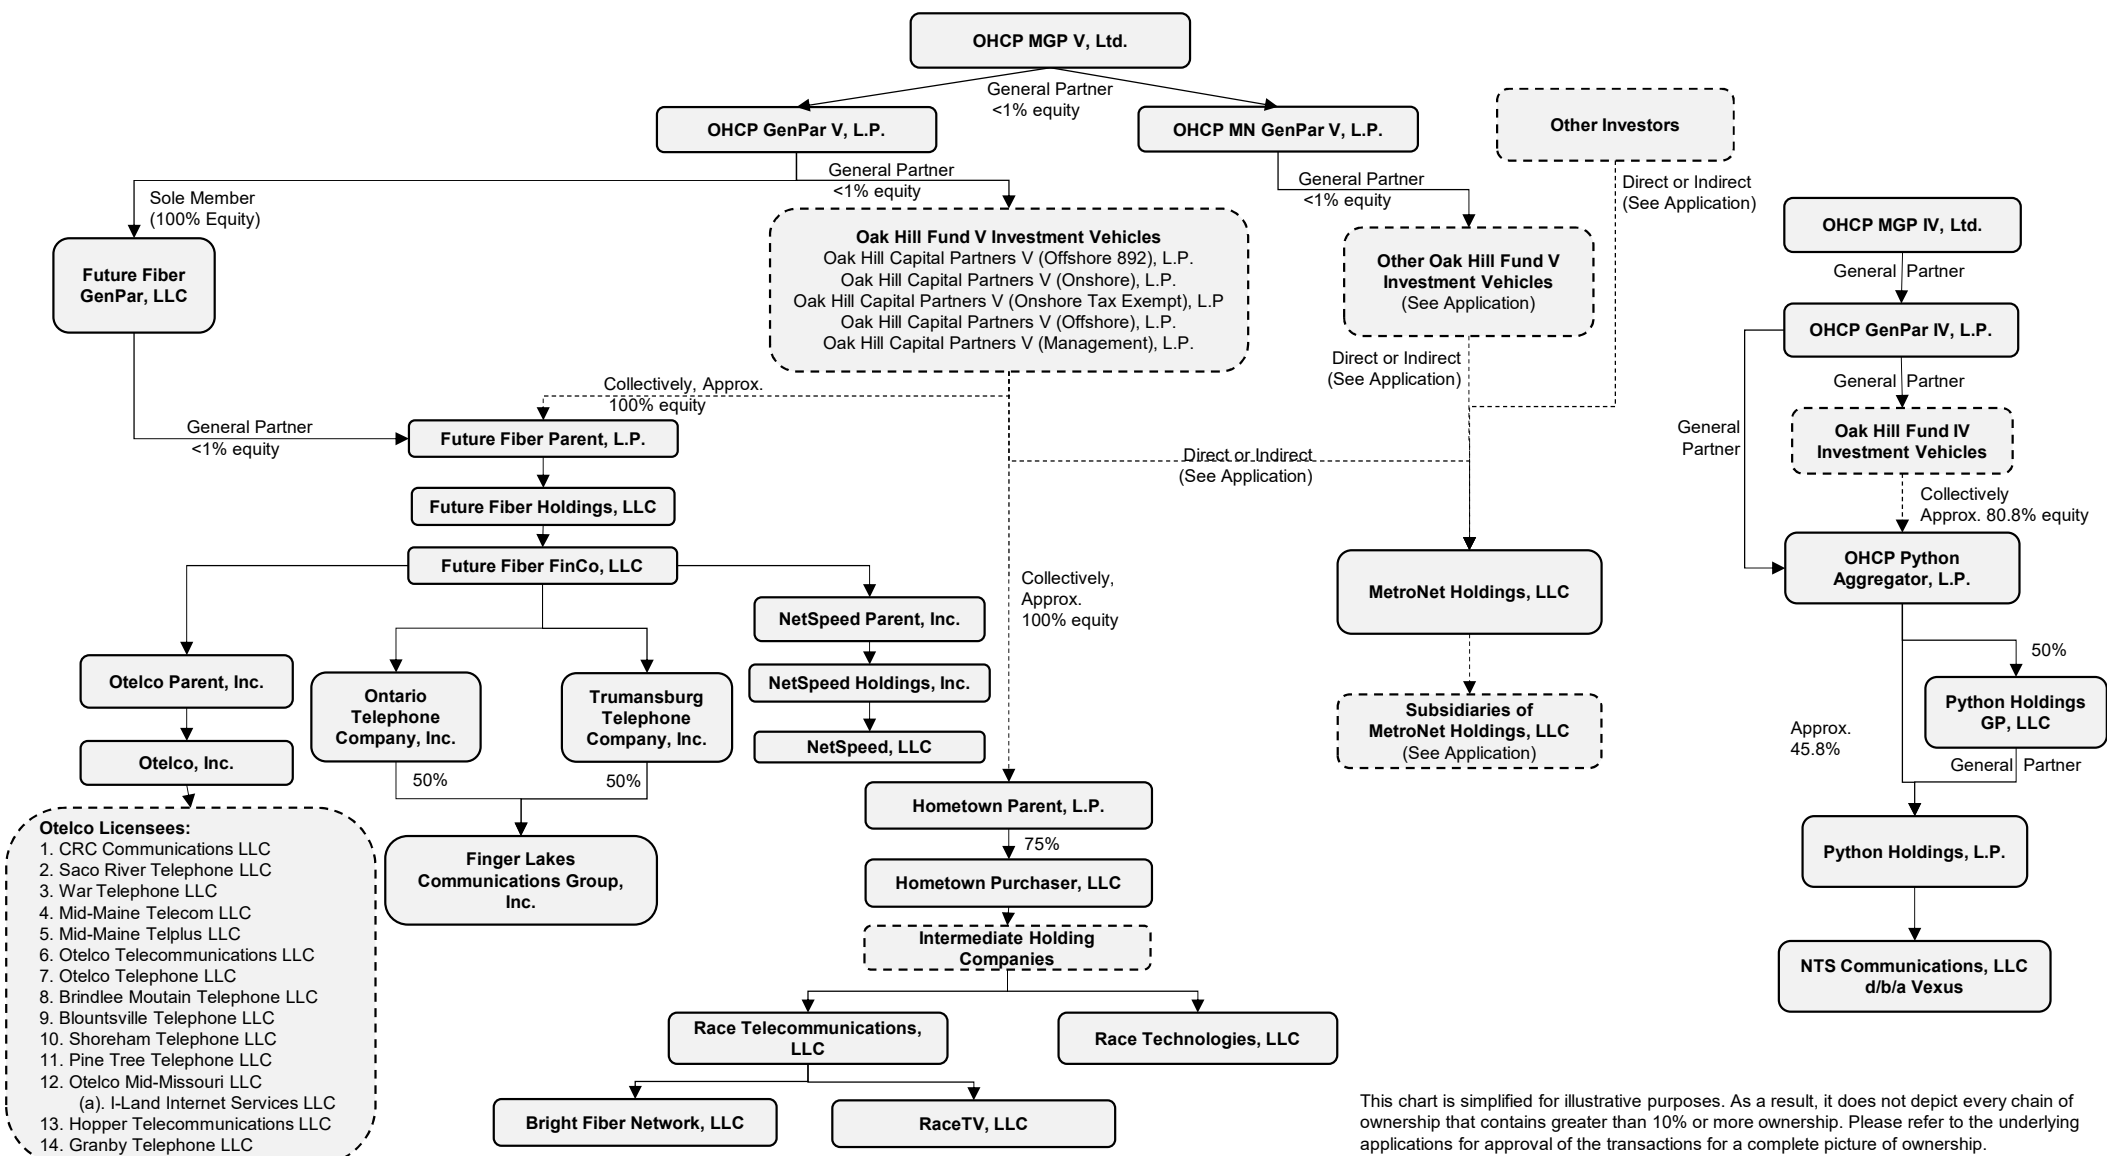 OHCP MGP V, Ltd.
General Partner
<1% equity
OHCP GenPar V, L.P.
OHCP MN GenPar V, L.P.
Other Investors
General Partner
<1% equity
Sole Member
(100% Equity)
General Partner
<1% equity
Direct or Indirect
(See Application)
Future Fiber
GenPar, LLC
Oak Hill Fund V Investment Vehicles
Oak Hill Capital Partners V (Offshore 892), L.P.
Oak Hill Capital Partners V (Onshore), L.P.
Oak Hill Capital Partners V (Onshore Tax Exempt), L.P
Oak Hill Capital Partners V (Offshore), L.P.
Oak Hill Capital Partners V (Management), L.P.
Other Oak Hill Fund V
Investment Vehicles
(See Application)
OHCP MGP IV, Ltd.
General Partner
OHCP GenPar IV, L.P.
Direct or Indirect
(See Application)
General Partner
Collectively, Approx.
100% equity
General Partner
<1% equity
Future Fiber Parent, L.P.
General
Partner
Oak Hill Fund IV
Investment Vehicles
Direct or Indirect
(See Application)
Future Fiber Holdings, LLC
Collectively
Approx. 80.8% equity
Future Fiber FinCo, LLC
OHCP Python
Aggregator, L.P.
Collectively,
Approx.
100% equity
MetroNet Holdings, LLC
NetSpeed Parent, Inc.
50%
Otelco Parent, Inc.
Ontario
Telephone
Company, Inc.
Trumansburg
Telephone
Company, Inc.
NetSpeed Holdings, Inc.
Subsidiaries of
MetroNet Holdings, LLC
(See Application)
Python Holdings
GP, LLC
Approx.
45.8%
NetSpeed, LLC
Otelco, Inc.
General Partner
50%
50%
Hometown Parent, L.P.
Otelco Licensees:
1. CRC Communications LLC
2. Saco River Telephone LLC
3. War Telephone LLC
4. Mid-Maine Telecom LLC
5. Mid-Maine Telplus LLC
6. Otelco Telecommunications LLC
7. Otelco Telephone LLC
8. Brindlee Moutain Telephone LLC
9. Blountsville Telephone LLC
10. Shoreham Telephone LLC
11. Pine Tree Telephone LLC
12. Otelco Mid-Missouri LLC
(a). I-Land Internet Services LLC
13. Hopper Telecommunications LLC
14. Granby Telephone LLC
Finger Lakes
Communications Group,
Inc.
75%
Hometown Purchaser, LLC
Python Holdings, L.P.
Intermediate Holding
Companies
NTS Communications, LLC
d/b/a Vexus
Race Telecommunications,
LLC
Race Technologies, LLC
Bright Fiber Network, LLC
RaceTV, LLC
This chart is simplified for illustrative purposes. As a result, it does not depict every chain of
ownership that contains greater than 10% or more ownership. Please refer to the underlying
applications for approval of the transactions for a complete picture of ownership.